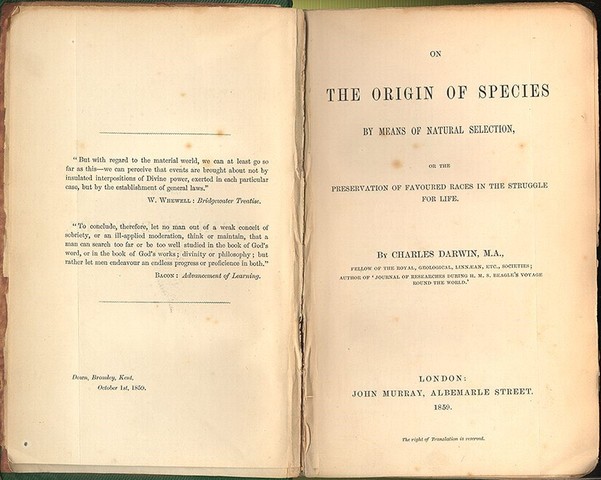 "But with regard to the material world, we can at least go so
far as this—we can perceive that events are brought about not by
insulated interpositions of Divine power, exerted in each particular
case, but by the establishment of general laws."
W. WHEWELL: Bridgewater Treatise.
"To conclude, therefore, let no man out of a weak conceit of
sobriety, or an ill-applied moderation, think or maintain, that a
man can search too far or be too well studied in the book of God's
word, or in the book of God's works; divinity or philosophy; but
rather let men endeavour an endless progress or proficience in both."
BACON: Advancement of Learning.
Down, Bromley, Kent,
October 1st, 1859.
ON
THE ORIGIN OF SPECIES
BY MEANS OF NATURAL SELECTION,
OR THE
PRESERVATION OF FAVOURED RACES IN THE STRUGGLE
FOR LIFE.
BY CHARLES DARWIN, M.A.,
FELLOW OF THE ROYAL, GEOLOGICAL, LINNÆAN, ETC., SOCIETIES;
AUTHOR OF 'JOURNAL OF RESEARCHES DURING H. M. S. BEAGLE'S VOYAGE
ROUND THE WORLD.'
LONDON:
JOHN MURRAY, ALBEMARLE STREET.
1859.
The right of Translation is reserved.